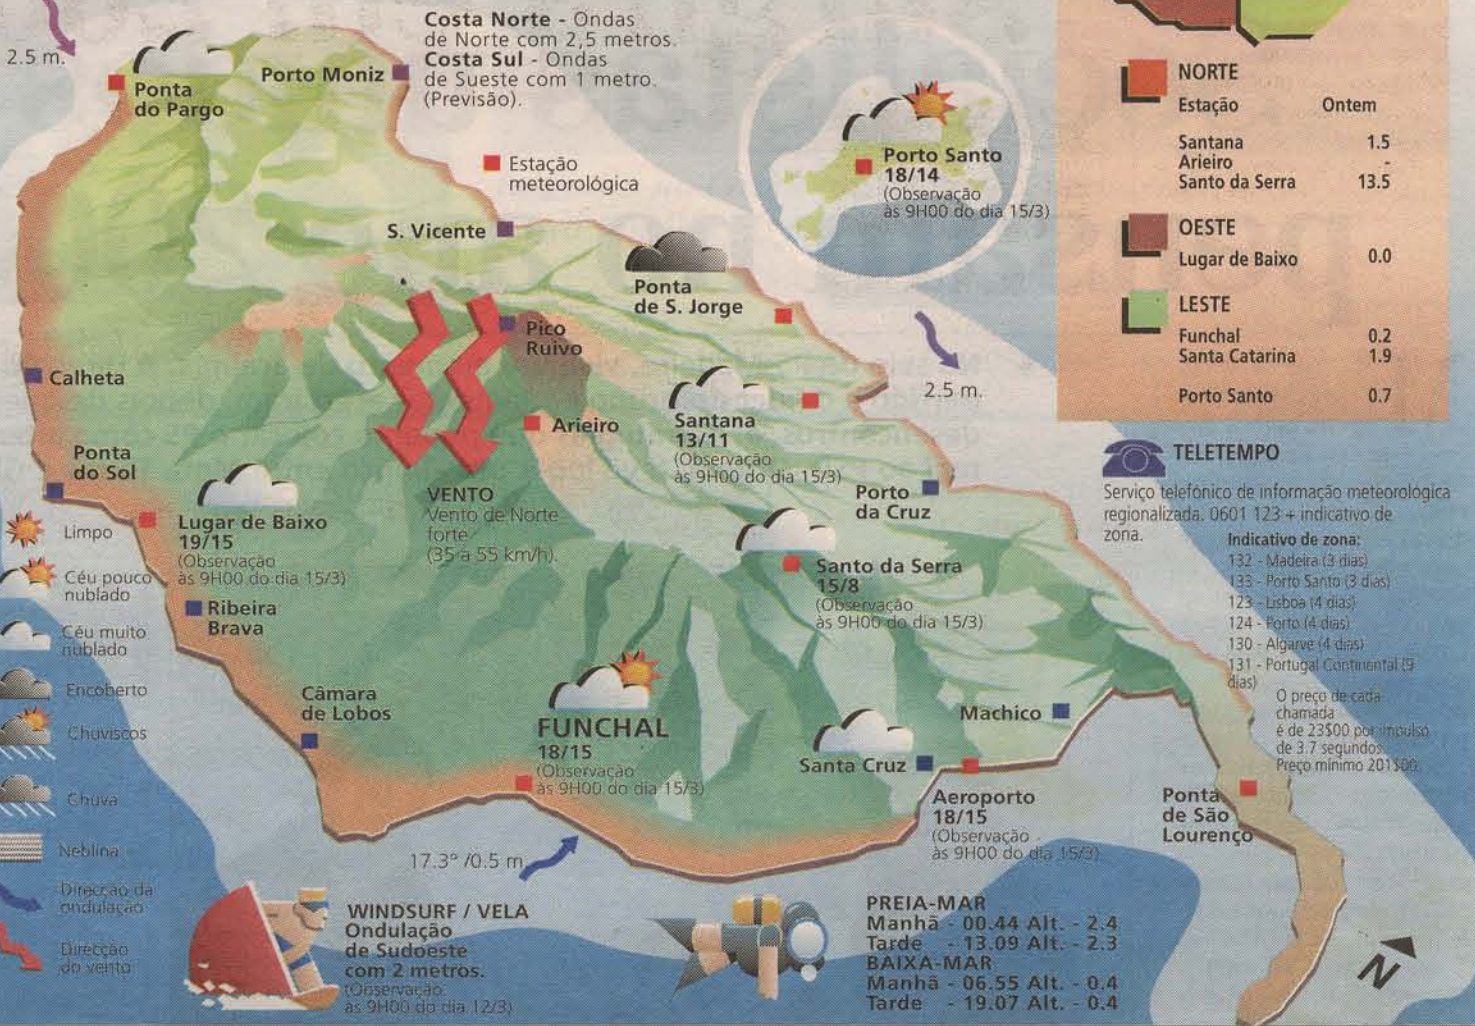 2.5 m.
Ponta
do Pargo
Porto Moniz
Costa Norte - Ondas
de Norte com 2,5 metros.
Costa Sul - Ondas
de Sueste com 1 metro.
(Previsão).
Estação
meteorológica
S. Vicente
Porto Santo
18/14
(Observação
às 9H00 do dia 15/3)
Ponta
de S. Jorge
Pico
Ruivo
2.5 m.
Calheta
Arieiro
Santana
13/11
(Observação
às 9H00 do dia 15/3)
Ponta
do Sol
VENTO
Vento de Norte
forte
(35 a 55 km/h).
Porto
da Cruz
Lugar de Baixo
19/15
(Observação
às 9H00 do dia 15/3)
Santo da Serra
15/8
(Observação
às 9H00 do dia 15/3)
Ribeira
Brava
Câmara
de Lobos
FUNCHAL
18/15
(Observação
às 9H00 do dia 15/3)
Machico
Santa Cruz
Aeroporto
18/15
(Observação
às 9H00 do dia 15/3)
Ponta
de São
Lourenço
17.3° /0.5 m.
Limpo
Céu pouco
nublado
Céu muito
nublado
Encoberto
Chuviscos
Chuva
Neblina
Direcção da
ondulação
Direcção
do vento
WINDSURF / VELA
Ondulação
de Sudoeste
com 2 metros.
(Observação
às 9H00 do dia 12/3)
PREIA-MAR
Manhã - 00.44 Alt. - 2.4
Tarde - 13.09 Alt. - 2.3
BAIXA-MAR
Manhã - 06.55 Alt. - 0.4
Tarde - 19.07 Alt. - 0.4
N
NORTE
Estação Ontem
Santana 1.5
Arieiro -
Santo da Serra 13.5
OESTE
Lugar de Baixo 0.0
LESTE
Funchal 0.2
Santa Catarina 1.9
Porto Santo 0.7
TELETEMPO
Serviço telefónico de informação meteorológica
regionalizada. 0601 123 + indicativo de
zona.
Indicativo de zona:
132 - Madeira (3 dias)
133 - Porto Santo (3 dias)
123 - Lisboa (4 dias)
124 - Porto (4 dias)
130 - Algarve (4 dias)
131 - Portugal Continental (9
dias)
O preço de cada
chamada
é de 23$00 por impulso
de 3.7 segundos.
Preço mínimo 201$00.